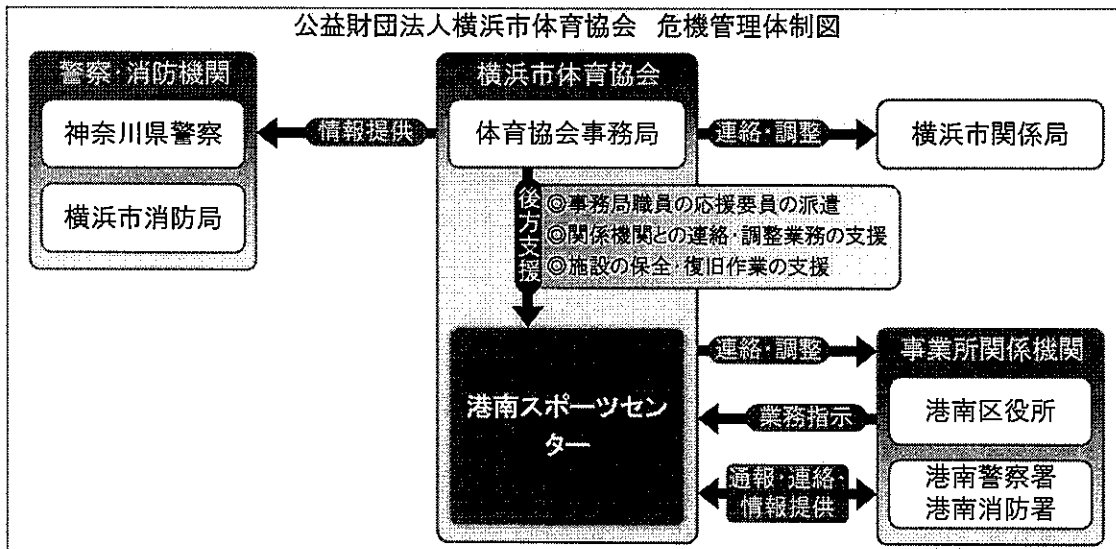 公益財団法人横浜市体育協会 危機管理体制図
警察・消防機関
神奈川県警察
横浜市消防局
情報提供
横浜市体育協会
体育協会事務局
連絡・調整
横浜市関係局
後方支援
◎事務局職員の応援委員の派遣
◎関係機関との連絡・調整業務の支援
◎施設の保全・復旧作業の支援
港南スポーツセン
ター
連絡・調整
業務指示
通報・連絡・
情報提供
事業所関係機関
港南区役所
港南警察署
港南消防署